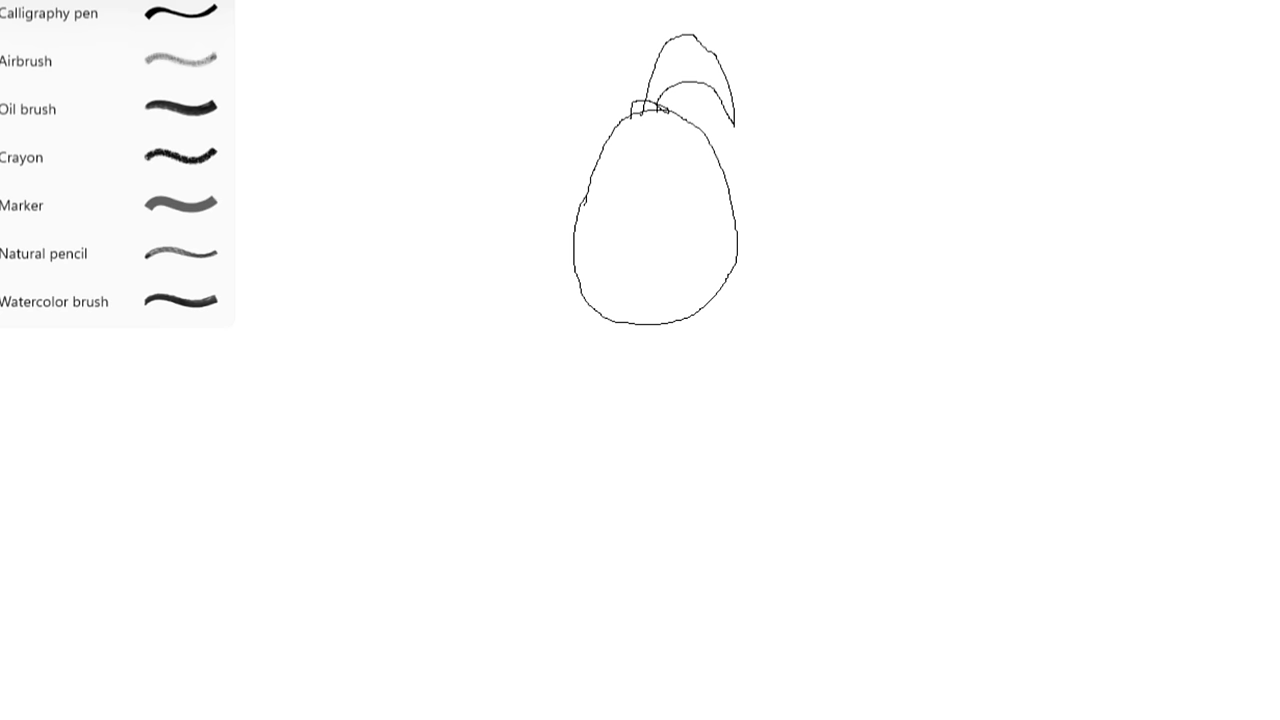 Calligraphy pen
Airbrush
Oil brush
Crayon
Marker
Natural pencil
Watercolor brush